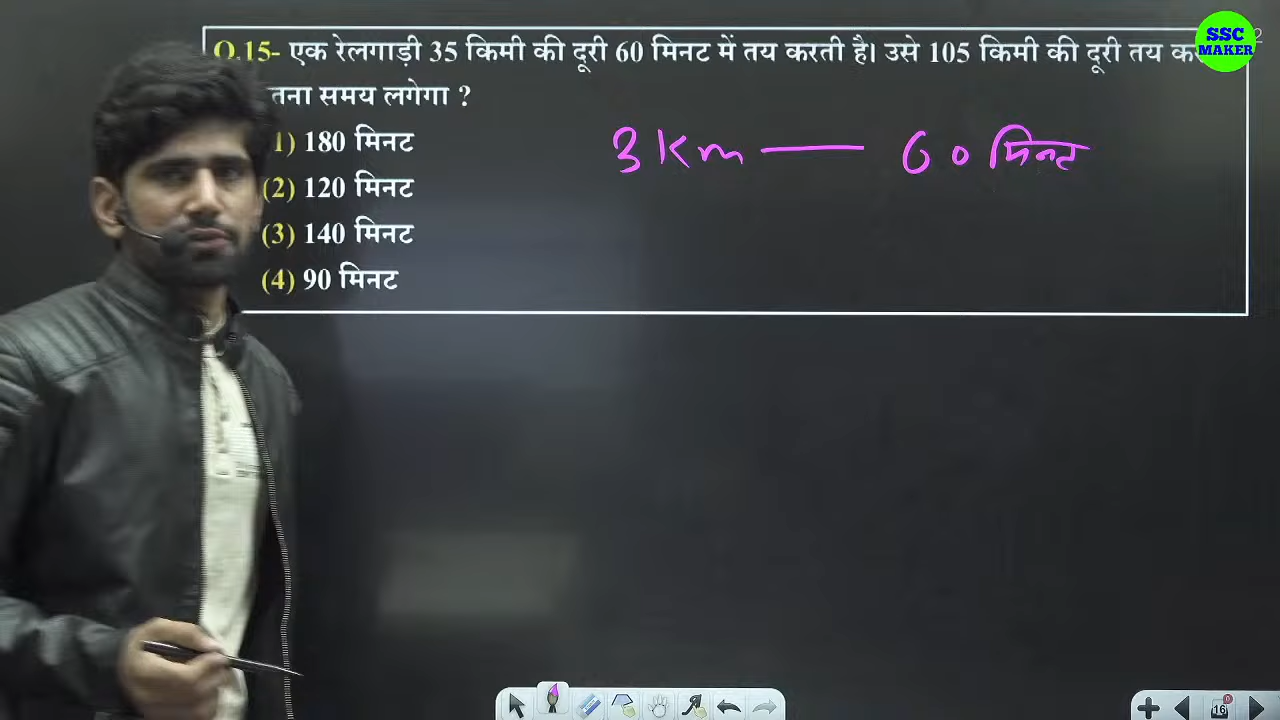 Q.15- एक रेलगाड़ी 35 किमी की दूरी 60 मिनट में तय करती है। उसे 105 किमी की दूरी तय
समय लगेगा ?
1) 180 मिनट
(2) 120 मिनट
(3) 140 मिनट
(4) 90 मिनट
3 Km — 60 मिनट
SSC
MAKER
16